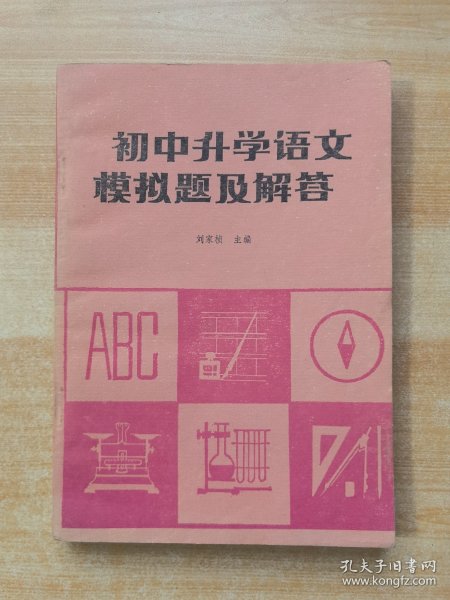 初中升学语文
模拟题及解答
刘家桢 主编
ABC
孔夫子旧书网
www.kongfz.com